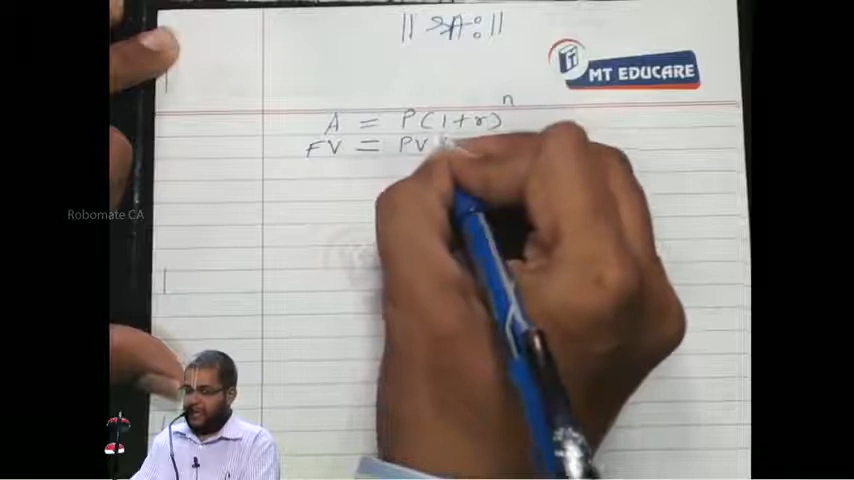 || श्रीः ||
MT EDUCARE
A = P(1+r)^n
FV = PV
Robomate CA